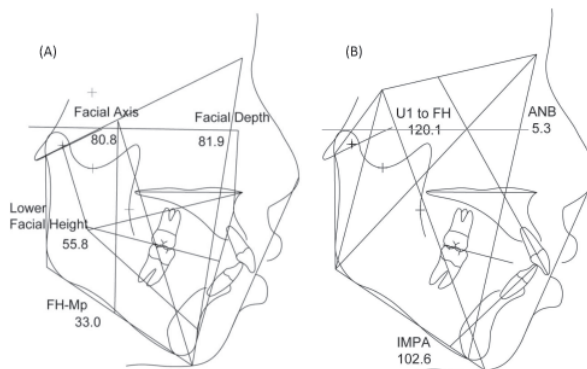 (A)
Facial Axis
80.8
Facial Depth
81.9
Lower
Facial Height
55.8
FH-Mp
33.0
(B)
U1 to FH
120.1
ANB
5.3
IMPA
102.6